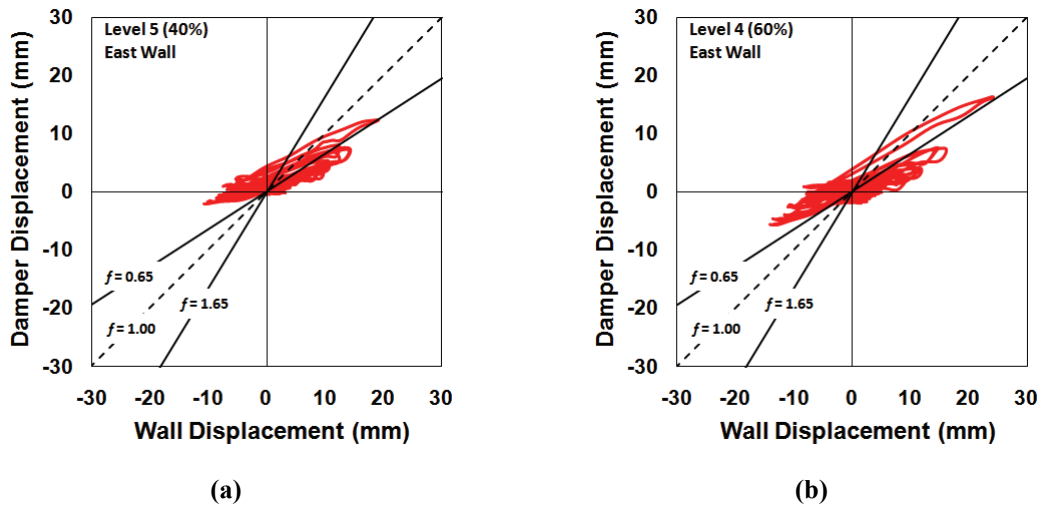 Level 5 (40%)
East Wall
Damper Displacement (mm)
30
20
10
0
-10
-20
-30
f = 0.65
f = 1.65
f = 1.00
-30 -20 -10 0 10 20 30
Wall Displacement (mm)
(a)
Level 4 (60%)
East Wall
Damper Displacement (mm)
30
20
10
0
-10
-20
-30
f = 0.65
f = 1.65
f = 1.00
-30 -20 -10 0 10 20 30
Wall Displacement (mm)
(b)